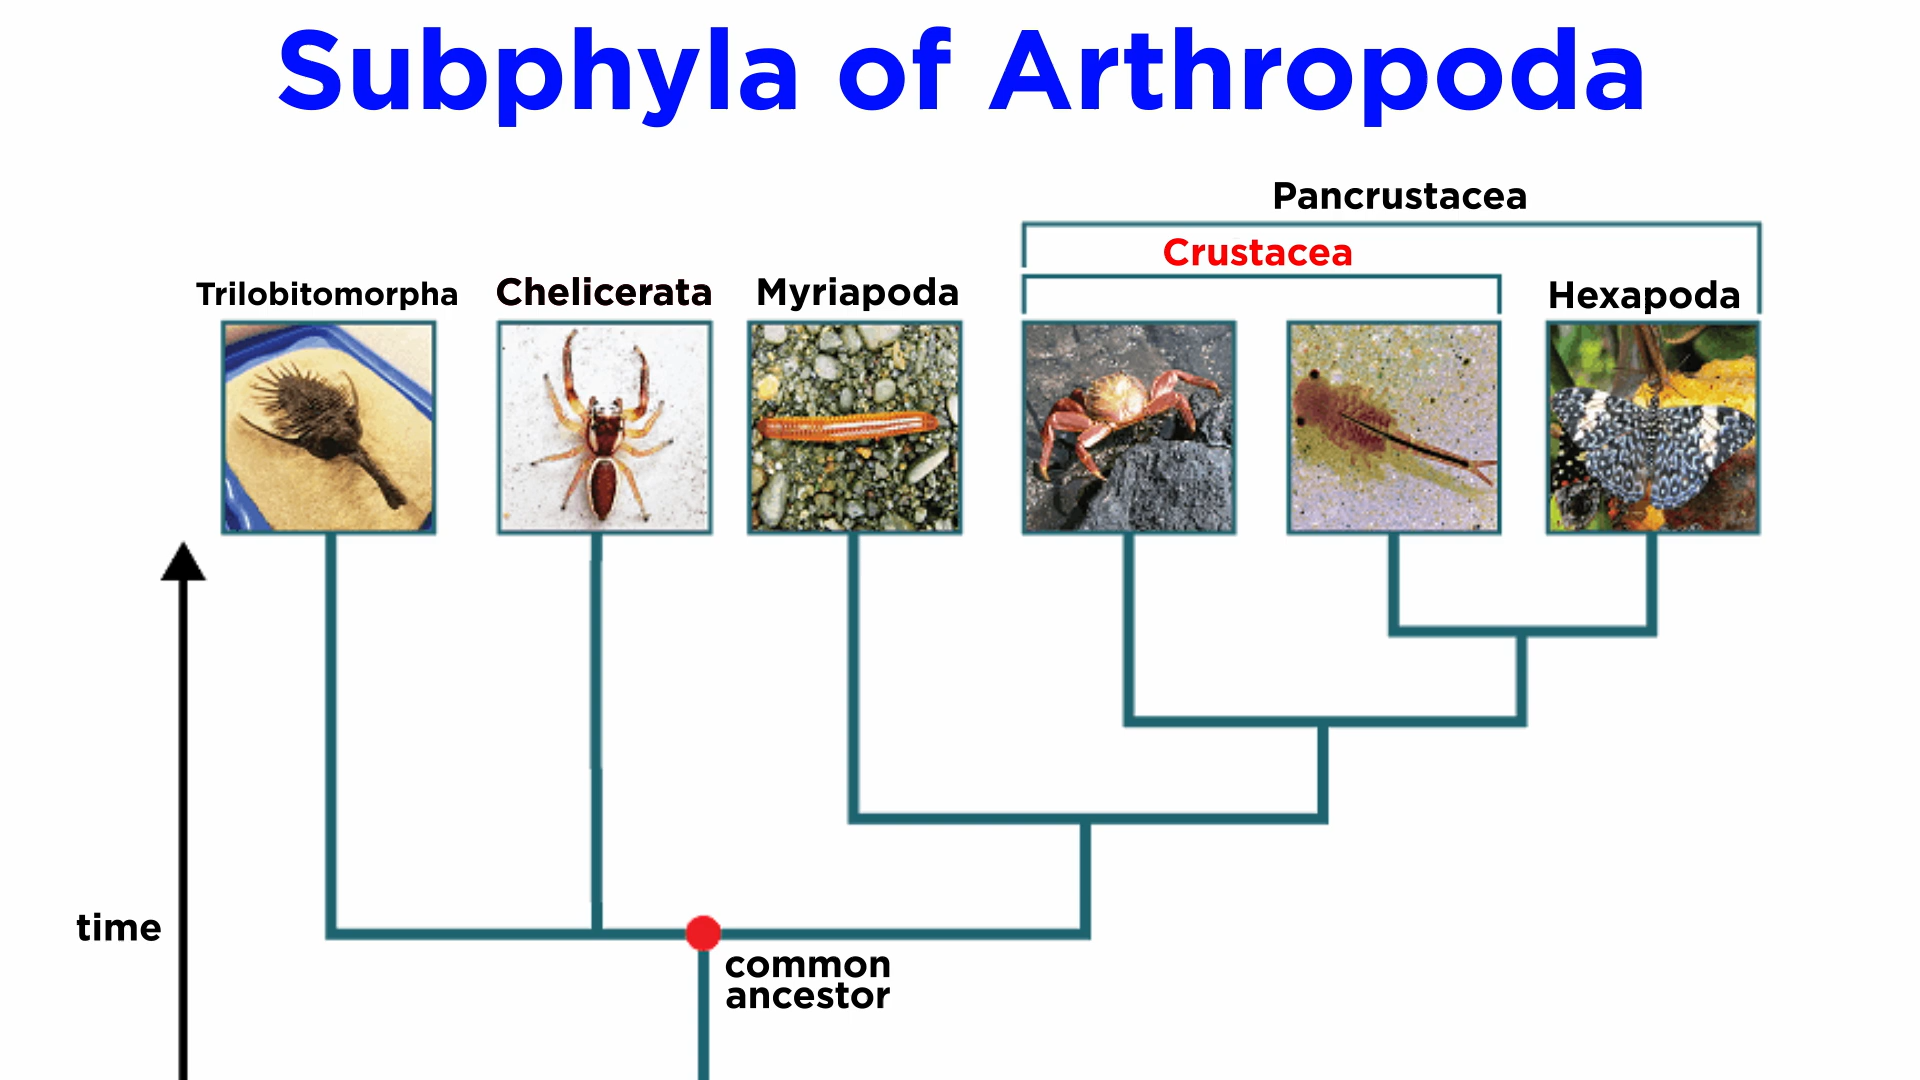 Subphyla of Arthropoda
Pancrustacea
Crustacea
Trilobitomorpha
Chelicerata
Myriapoda
Hexapoda
time
common
ancestor